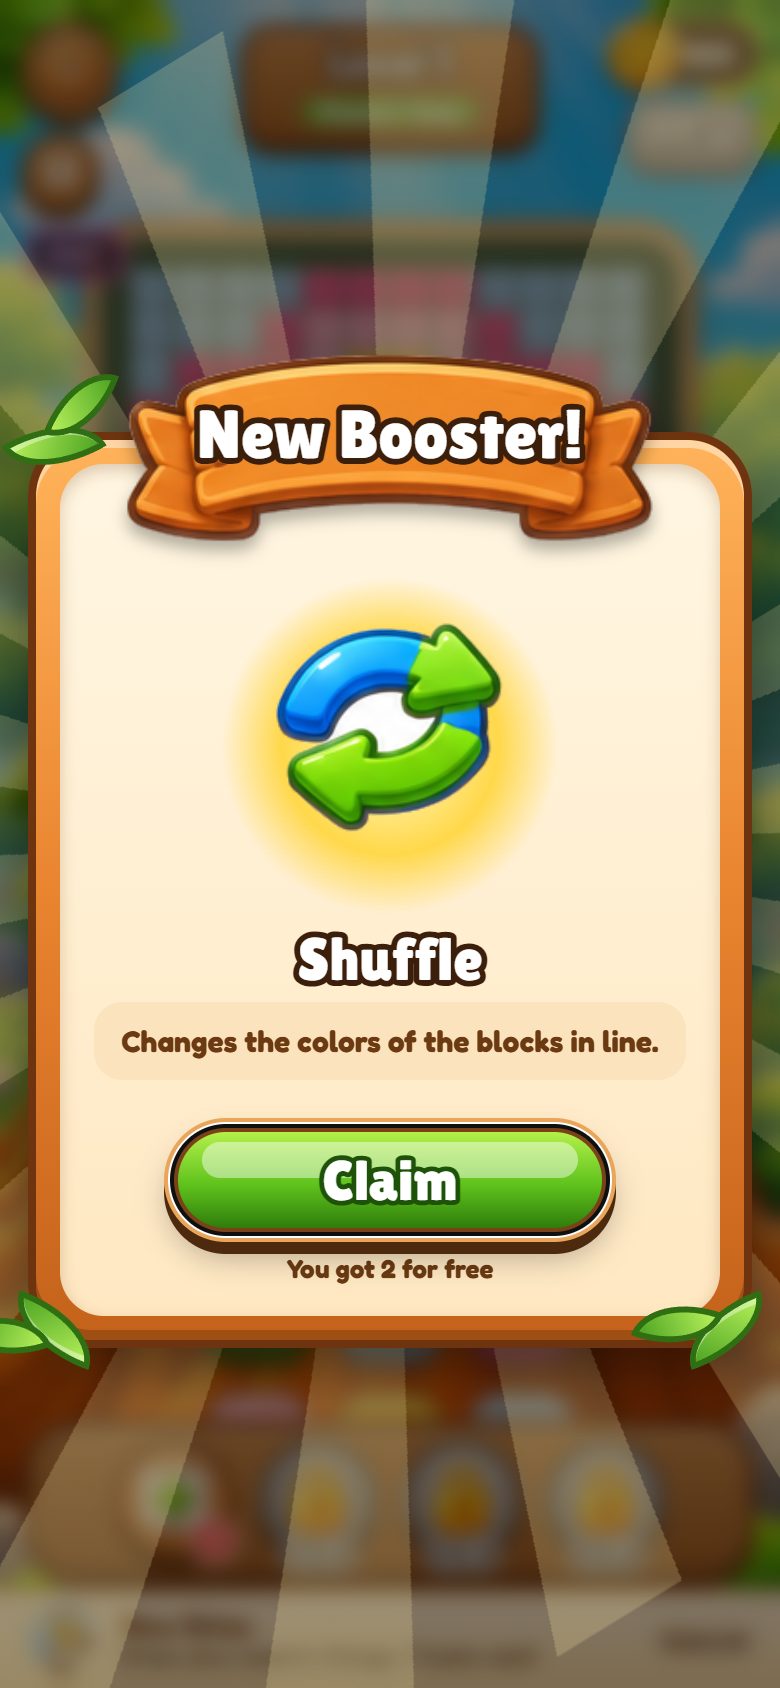 New Booster!
Shuffle
Changes the colors of the blocks in line.
Claim
You got 2 for free